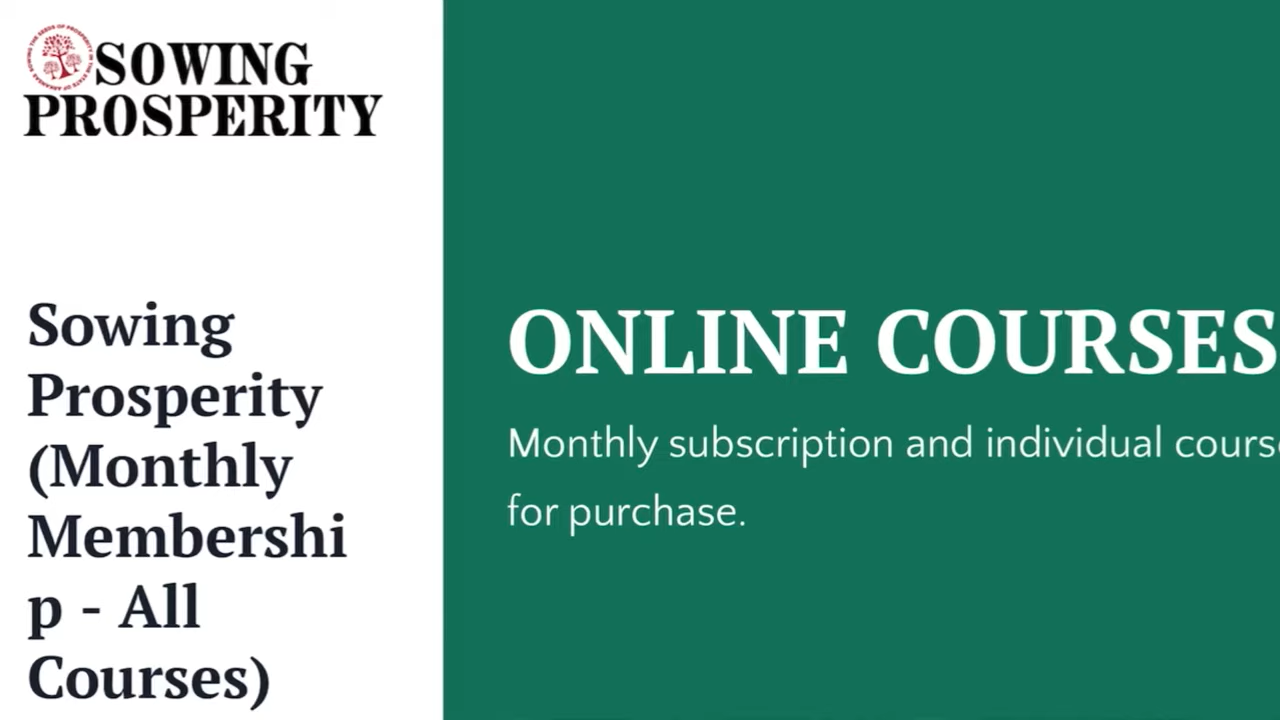 SOWING
PROSPERITY
Sowing
Prosperity
(Monthly
Membershi
p - All
Courses)
ONLINE COURSES
Monthly subscription and individual cours
for purchase.